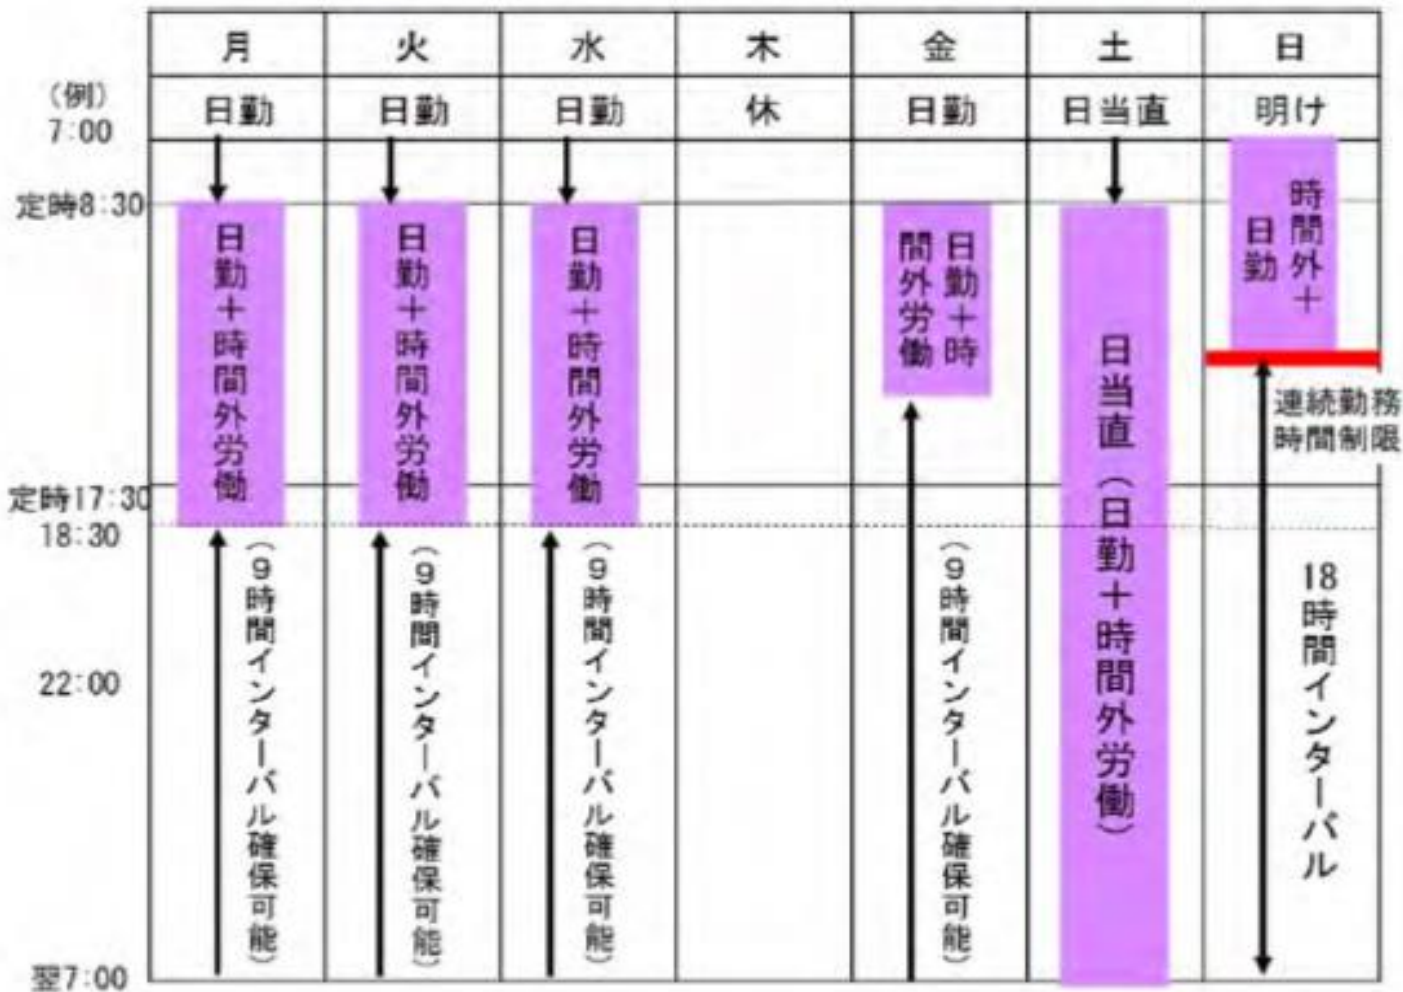 月 火 水 木 金 土 日
(例)
7:00
日勤 日勤 日勤 休 日勤 日当直 明け
定時8:30
定時17:30
18:30
22:00
翌7:00
日勤+時間外労働
(9時間インターバル確保可能)
日勤+時間外労働
(9時間インターバル確保可能)
日勤+時間外労働
(9時間インターバル確保可能)
日勤+時
間外労働
(9時間インターバル確保可能)
日当直(日勤+時間外労働)
時間外+
日勤
連続勤務
時間制限
18時間インターバル